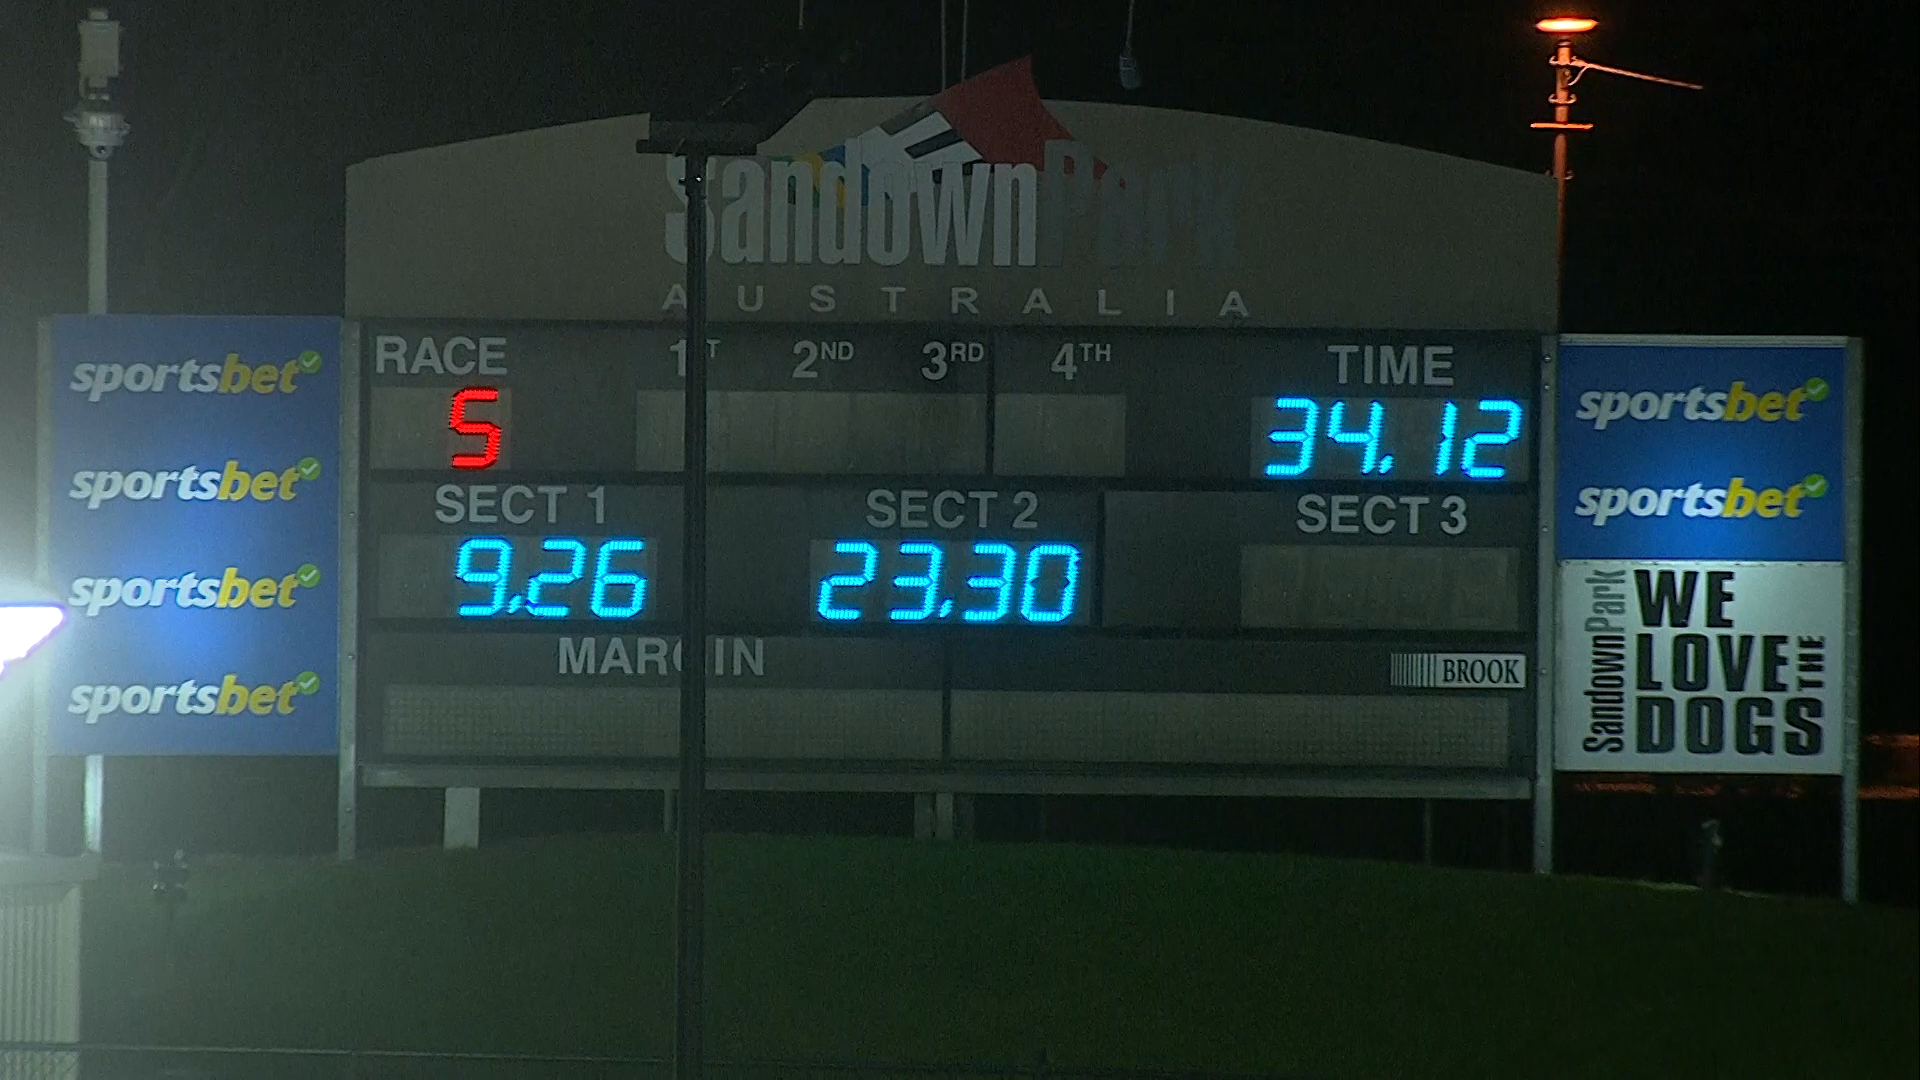 SandownPark
AUSTRALIA
RACE 1ST 2ND 3RD 4TH TIME
5 34.12
SECT 1 SECT 2 SECT 3
9.26 23.30
MARGIN
BROOK
sportsbet
sportsbet
sportsbet
sportsbet
sportsbet
sportsbet
SandownPark
WE
LOVE THE
DOGS